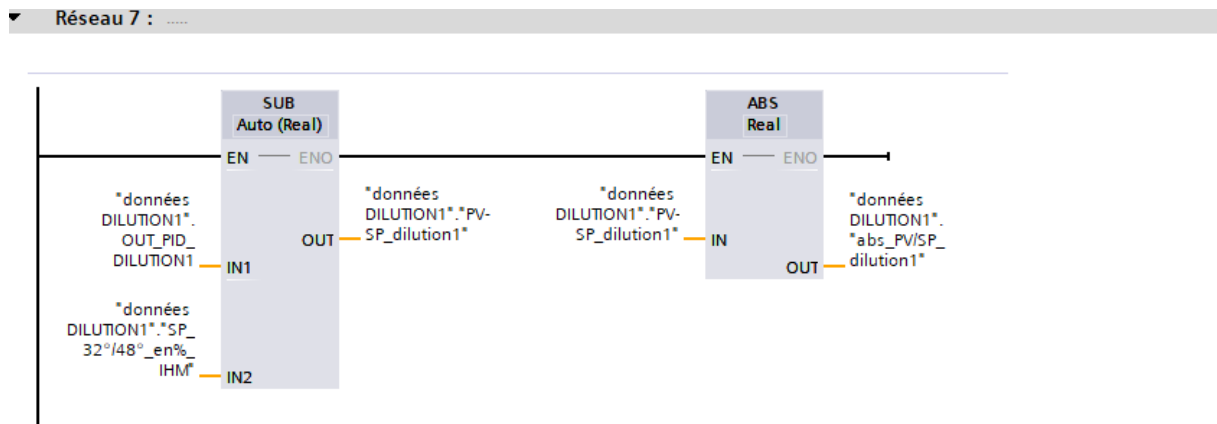 Réseau 7 : .....
SUB
Auto (Real)
EN ENO
"données
DILUTION1".
OUT_PID_
DILUTION1
IN1
"données
DILUTION1"."SP_
32°/48°_en%_
IHM"
IN2
OUT
"données
DILUTION1"."PV-
SP_dilution1"
ABS
Real
EN ENO
"données
DILUTION1"."PV-
SP_dilution1"
IN
OUT
"données
DILUTION1".
"abs_PV/SP_
dilution1"